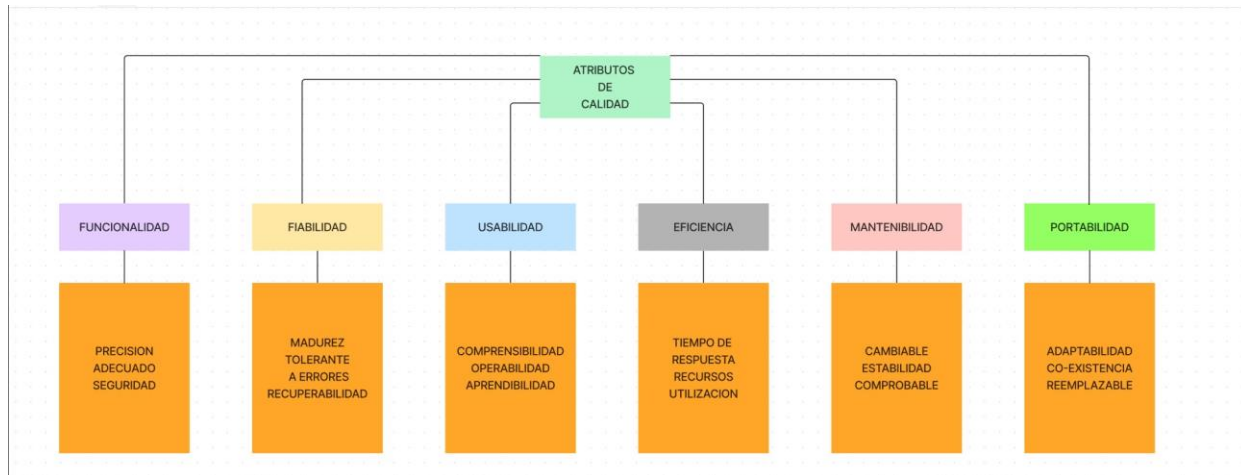 ATRIBUTOS
DE
CALIDAD
FUNCIONALIDAD
FIABILIDAD
USABILIDAD
EFICIENCIA
MANTENIBILIDAD
PORTABILIDAD
PRECISION
ADECUADO
SEGURIDAD
MADUREZ
TOLERANTE
A ERRORES
RECUPERABILIDAD
COMPRENSIBILIDAD
OPERABILIDAD
APRENDIBILIDAD
TIEMPO DE
RESPUESTA
RECURSOS
UTILIZACION
CAMBIABLE
ESTABILIDAD
COMPROBABLE
ADAPTABILIDAD
CO-EXISTENCIA
REEMPLAZABLE